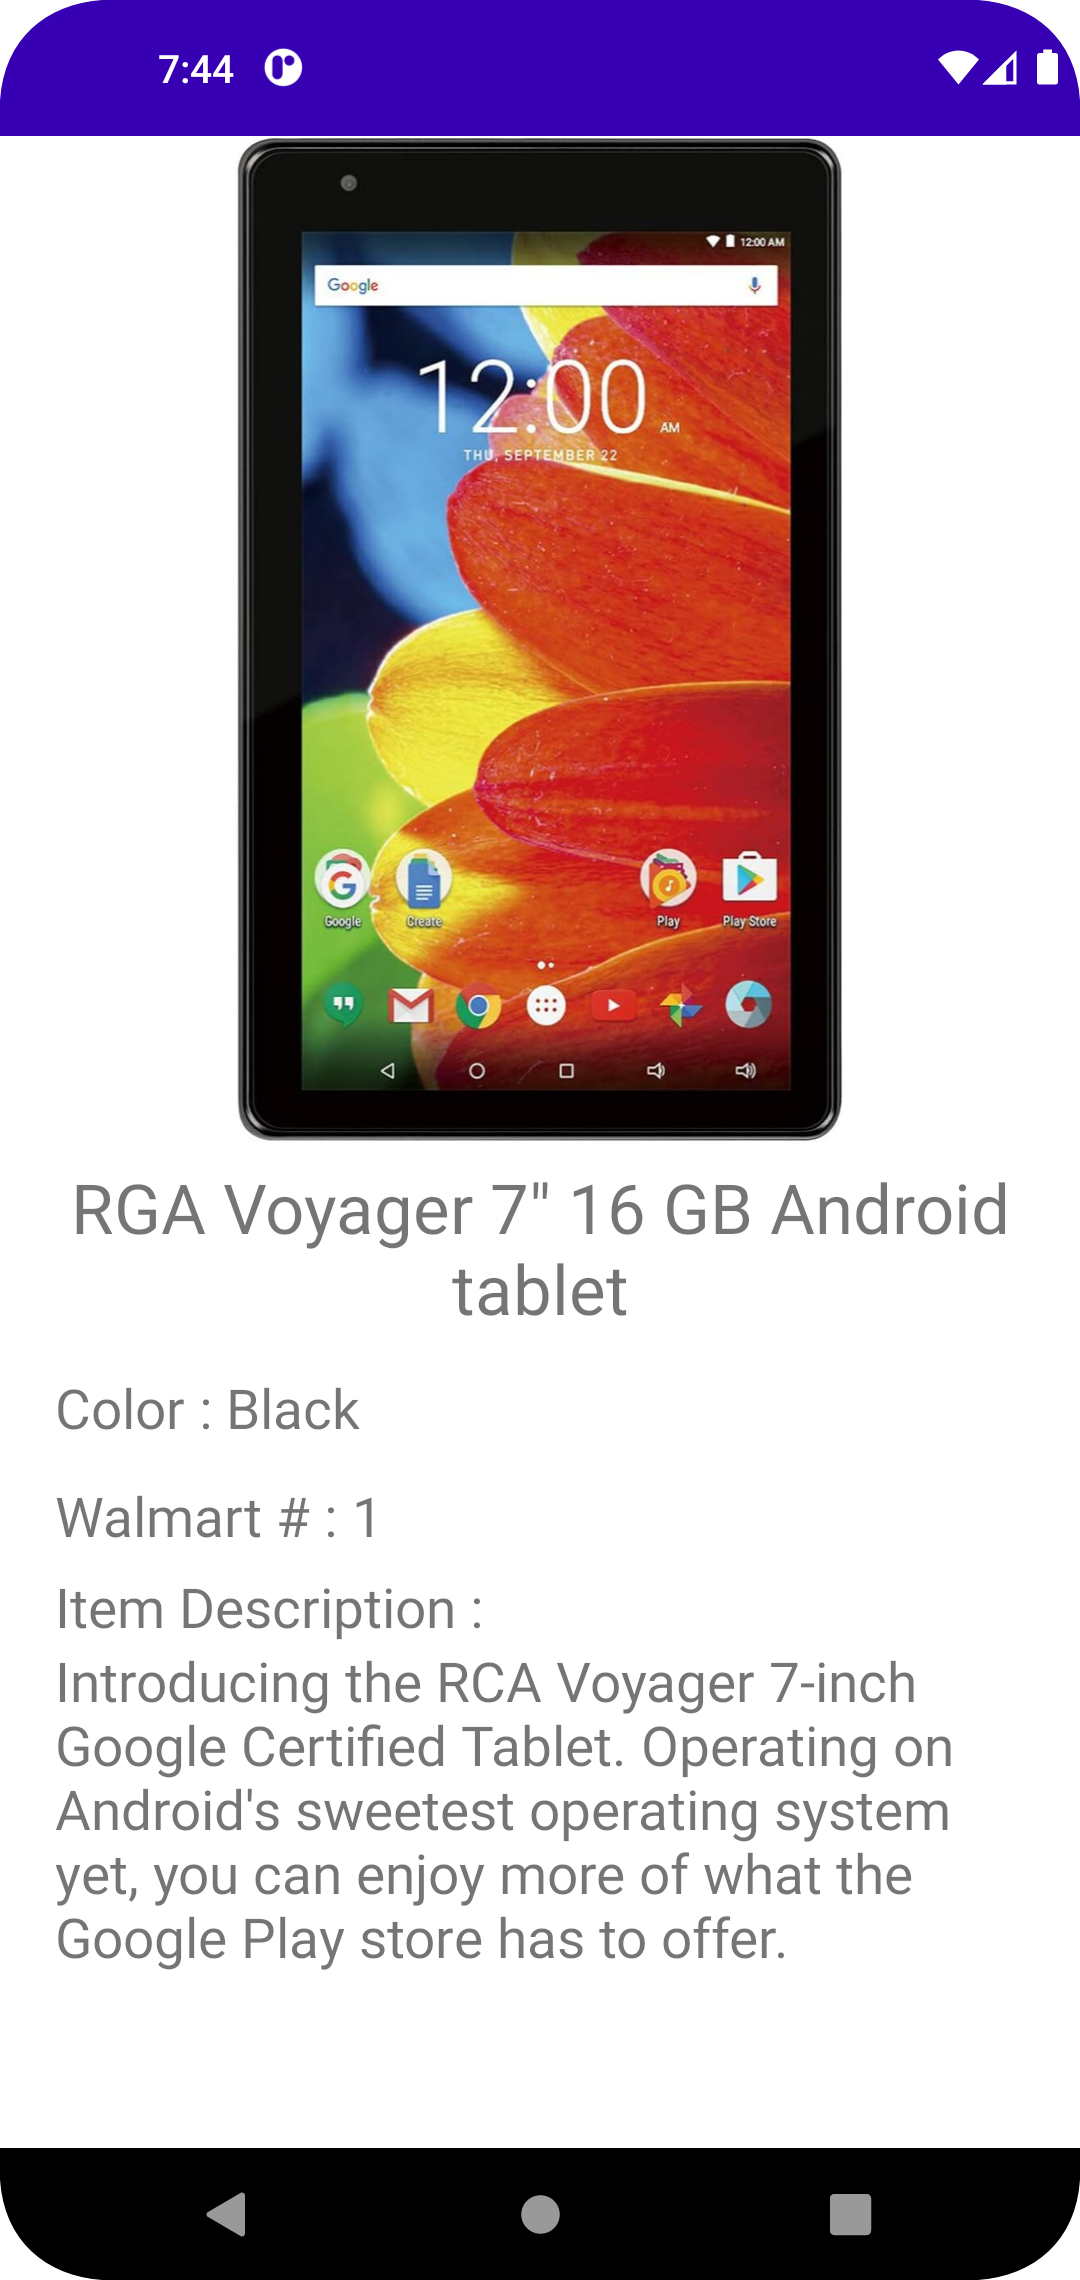 7:44
12:00 AM
Google
12:00 AM
THU, SEPTEMBER 22
Google Create Play Play Store
RGA Voyager 7" 16 GB Android
tablet
Color : Black
Walmart # : 1
Item Description :
Introducing the RCA Voyager 7-inch
Google Certified Tablet. Operating on
Android's sweetest operating system
yet, you can enjoy more of what the
Google Play store has to offer.